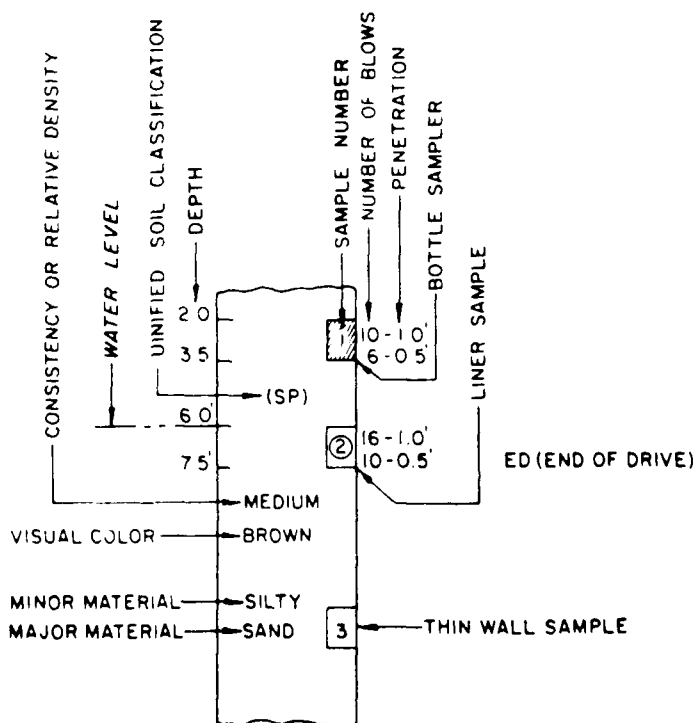 CONSISTENCY OR RELATIVE DENSITY
WATER LEVEL
UINIFIED SOIL CLASSIFICATION
DEPTH
SAMPLE NUMBER
NUMBER OF BLOWS
PENETRATION
BOTTLE SAMPLER
LINER SAMPLE
2 0
3 5
6 0'
7 5'
1
10-1.0'
6-0.5'
(SP)
2
16-1.0'
10-0.5'
ED (END OF DRIVE)
MEDIUM
VISUAL COLOR
BROWN
MINOR MATERIAL
SILTY
MAJOR MATERIAL
SAND
3
THIN WALL SAMPLE